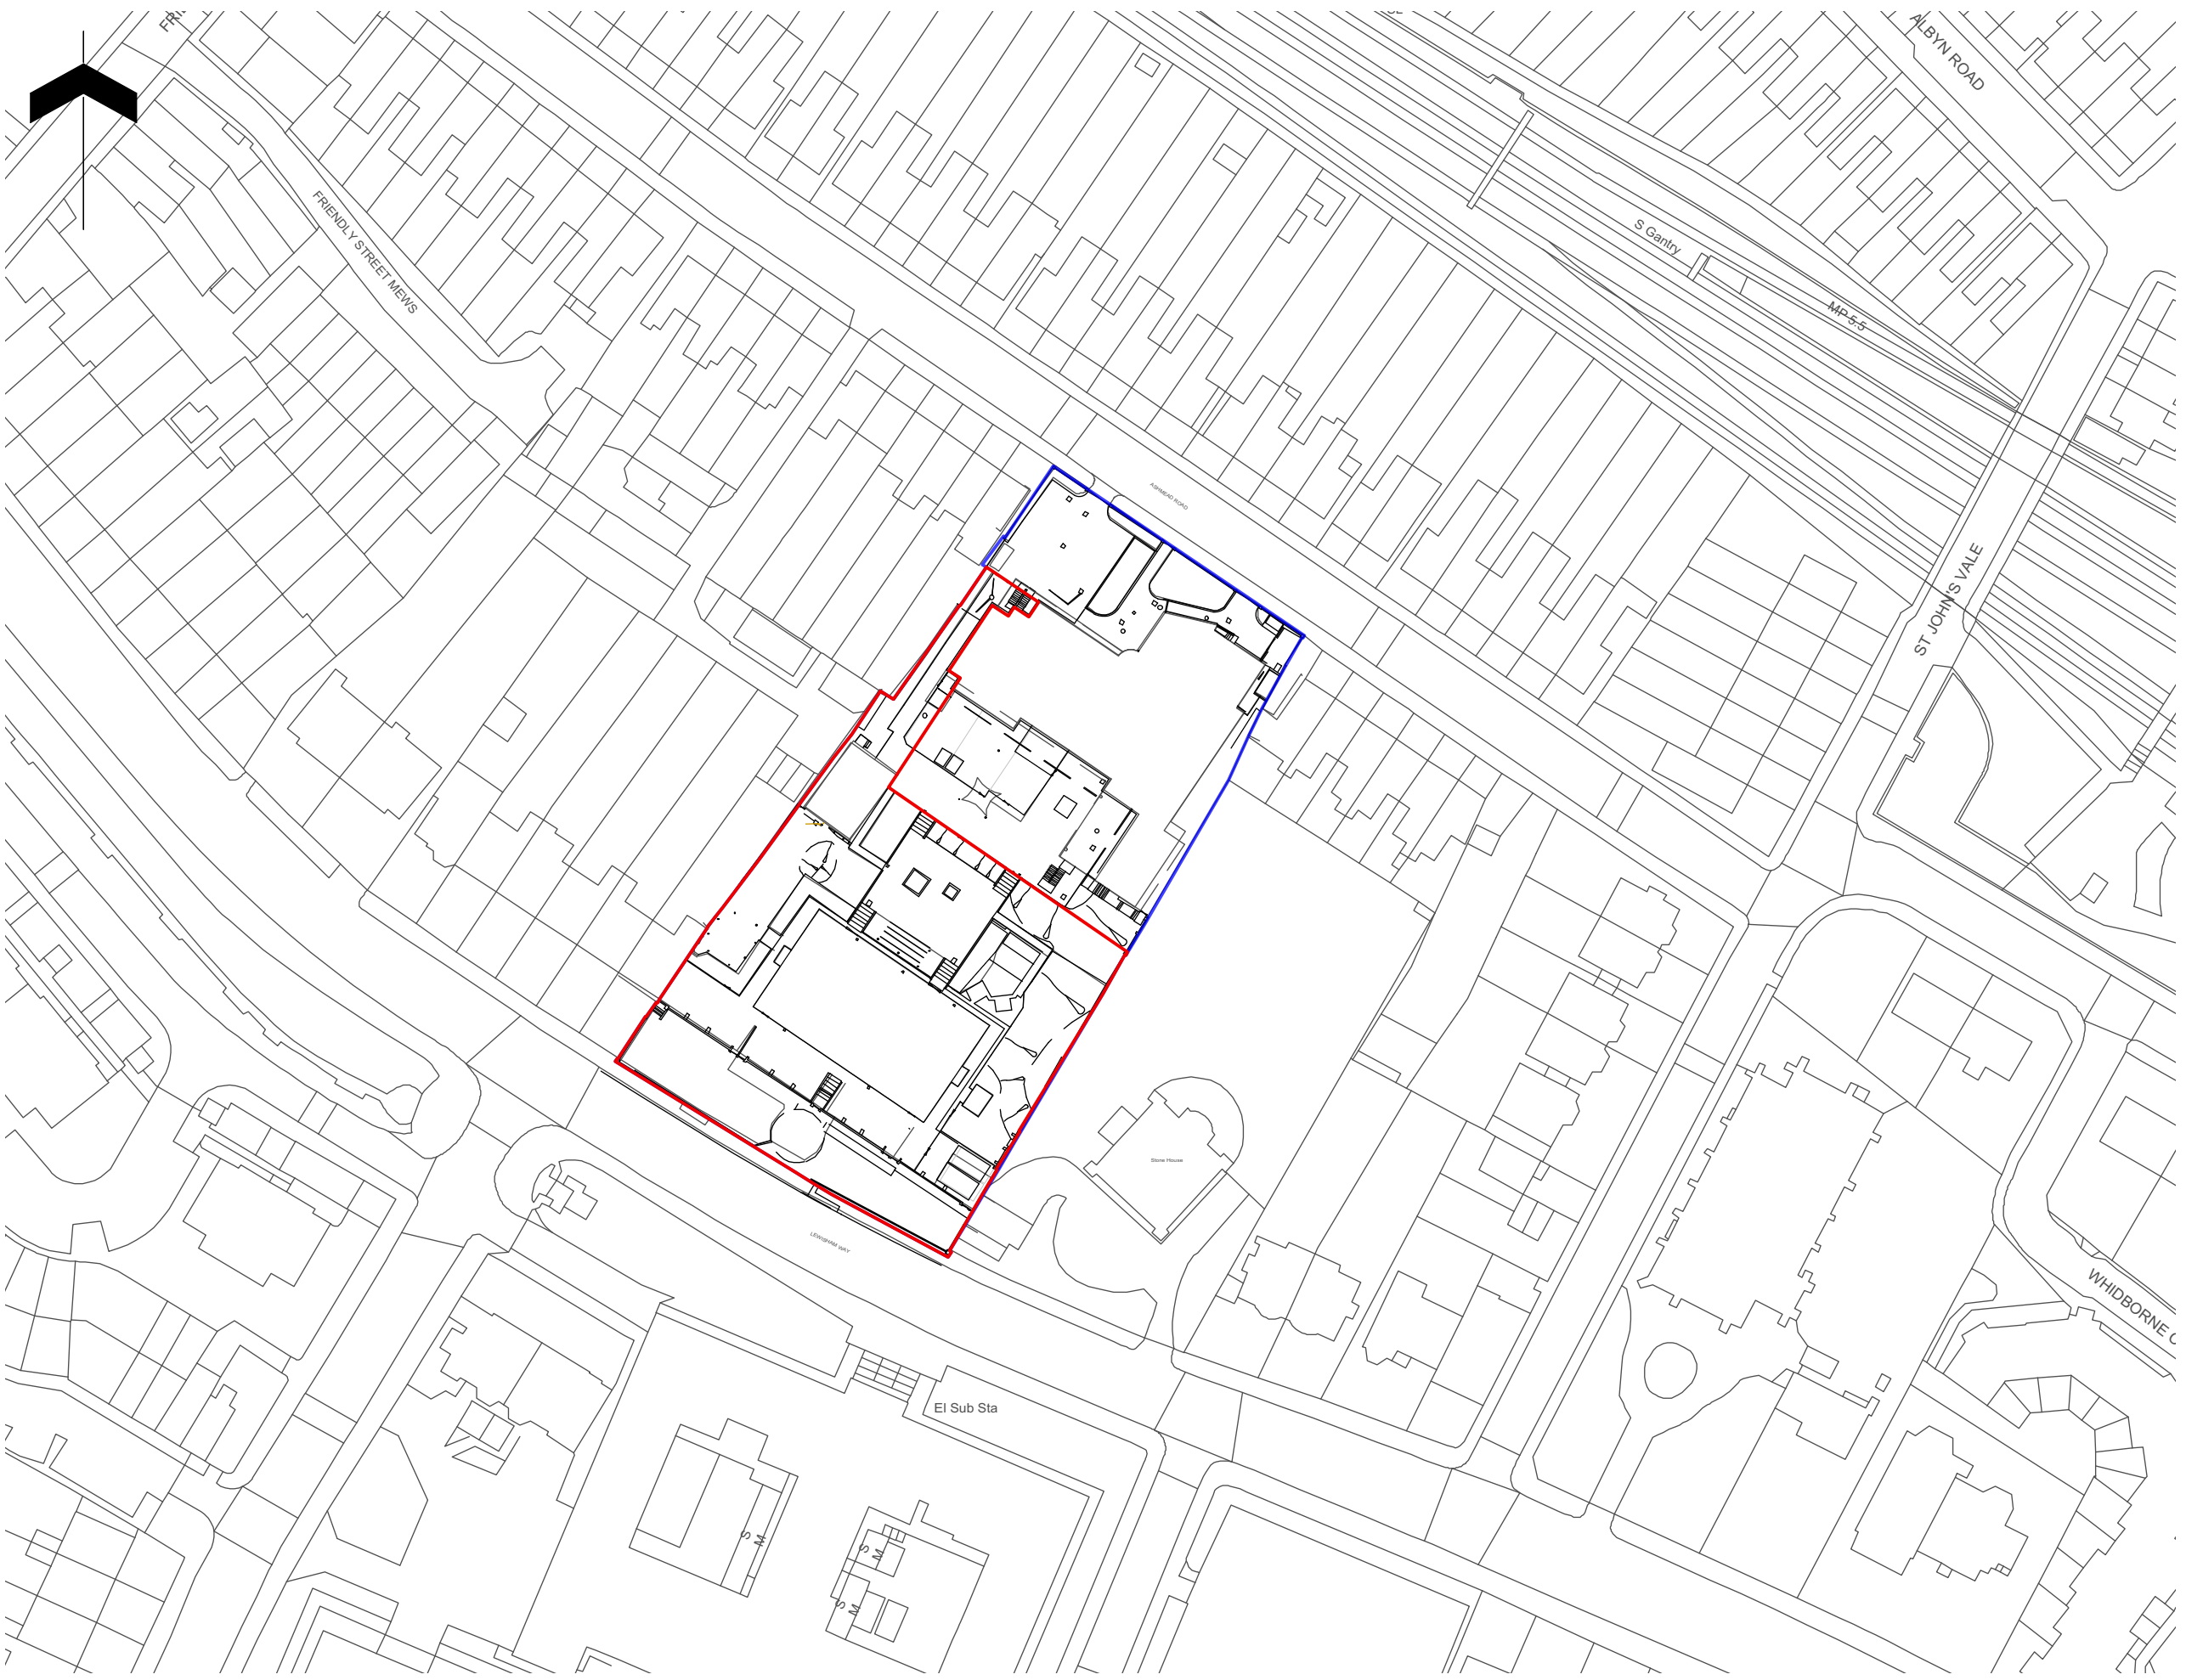 ALBYN ROAD
FRIENDLY STREET MEWS
S Gantry
MP 5.5
ASHMEAD ROAD
ST JOHN'S VALE
Stone House
LEWISHAM WAY
WHIDBORNE C
El Sub Sta
S
M
S
M
S
M